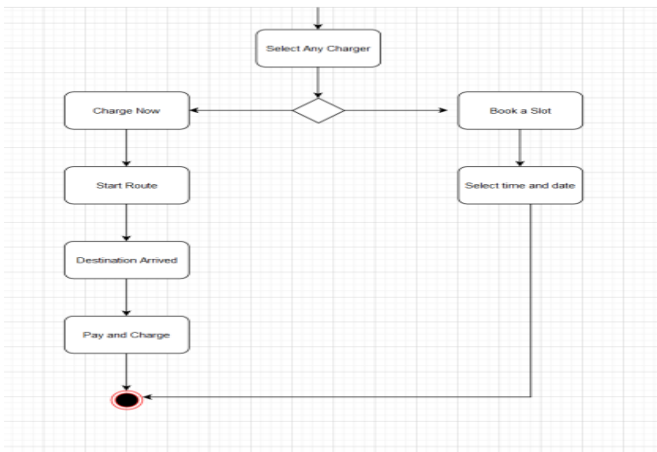 Select Any Charger
Charge Now
Book a Slot
Start Route
Select time and date
Destination Arrived
Pay and Charge